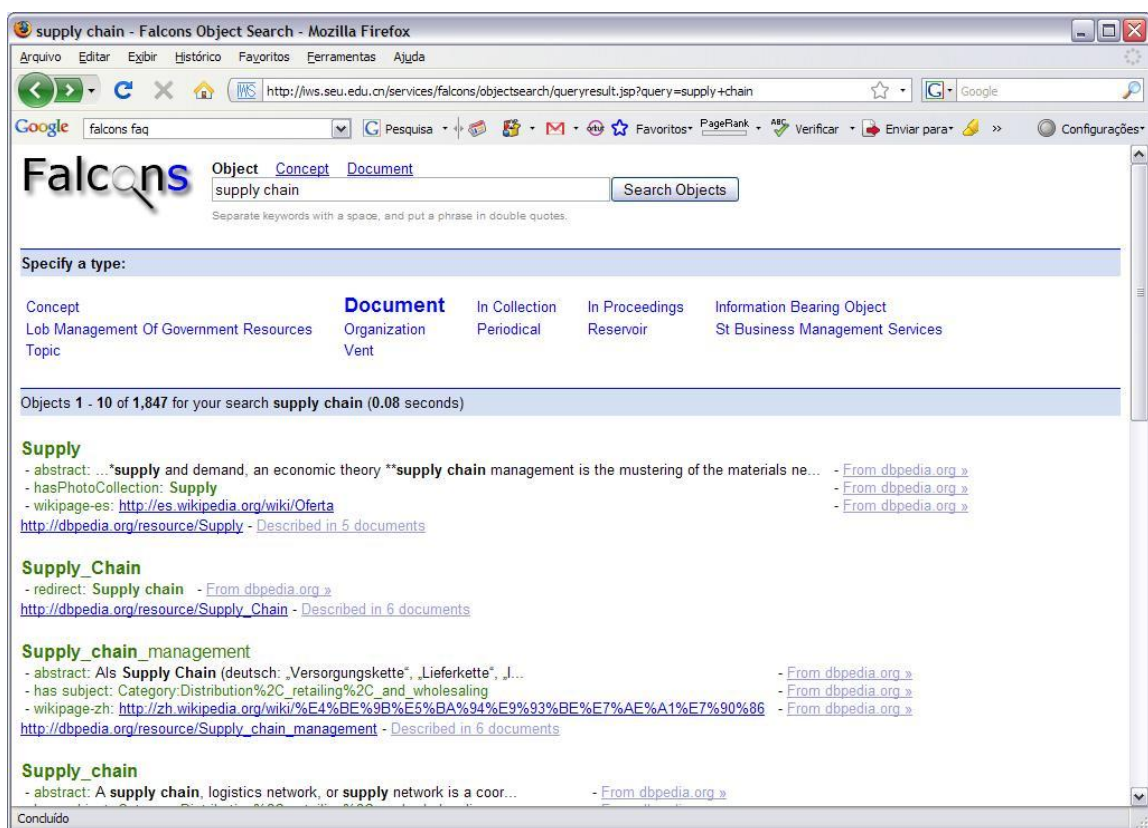 supply chain - Falcons Object Search - Mozilla Firefox
Arquivo Editar Exibir Histórico Favoritos Ferramentas Ajuda
http://iws.seu.edu.cn/services/falcons/objectsearch/queryresult.jsp?query=supply+chain G Google
Google falcons faq G Pesquisa Favoritos PageRank Verificar Enviar para » Configurações
Falcons Object Concept Document
supply chain Search Objects
Separate keywords with a space, and put a phrase in double quotes.
Specify a type:
Concept Document In Collection In Proceedings Information Bearing Object
Lob Management Of Government Resources Organization Periodical Reservoir St Business Management Services
Topic Vent
Objects 1 - 10 of 1,847 for your search supply chain (0.08 seconds)
Supply
- abstract: ...*supply and demand, an economic theory **supply chain management is the mustering of the materials ne... - From dbpedia.org »
- hasPhotoCollection: Supply - From dbpedia.org »
- wikipage-es: http://es.wikipedia.org/wiki/Oferta - From dbpedia.org »
http://dbpedia.org/resource/Supply - Described in 5 documents
Supply_Chain
- redirect: Supply chain - From dbpedia.org »
http://dbpedia.org/resource/Supply_Chain - Described in 6 documents
Supply_chain_management
- abstract: Als Supply Chain (deutsch: „Versorgungskette“, „Lieferkette“, „l... - From dbpedia.org »
- has subject: Category:Distribution%2C_retailing%2C_and_wholesaling - From dbpedia.org »
- wikipage-zh: http://zh.wikipedia.org/wiki/%E4%BE%9B%E5%BA%94%E9%93%BE%E7%AE%A1%E7%90%86 - From dbpedia.org »
http://dbpedia.org/resource/Supply_chain_management - Described in 6 documents
Supply_chain
- abstract: A supply chain, logistics network, or supply network is a coor... - From dbpedia.org »
Concluído